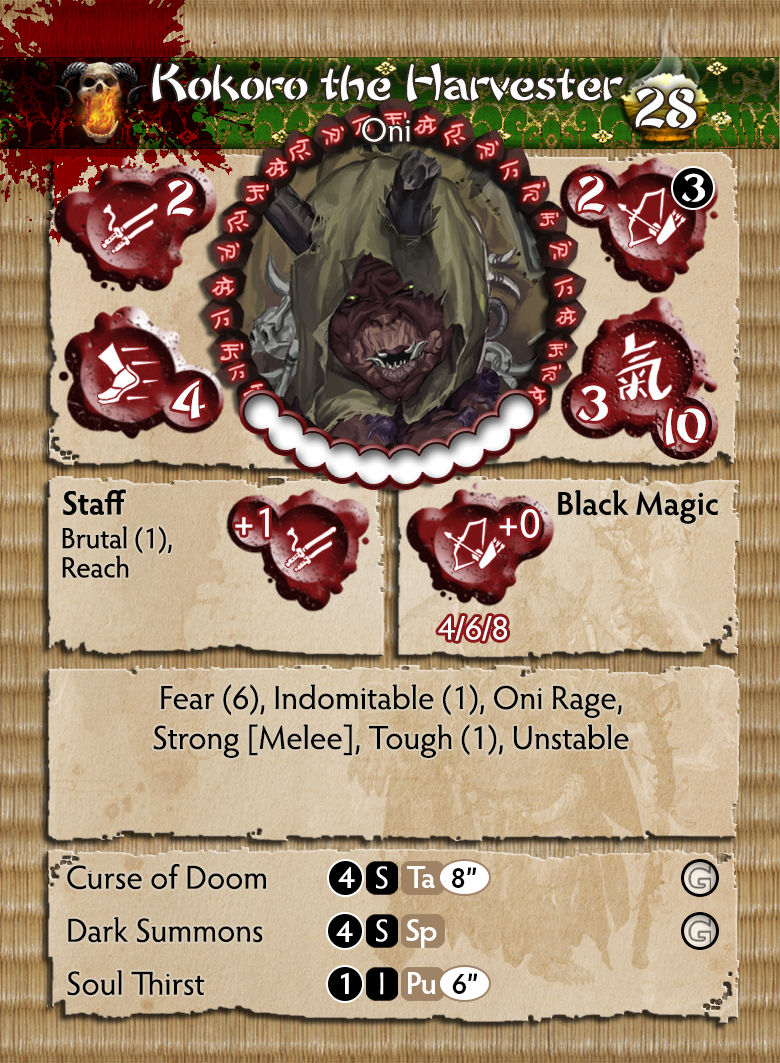 Kokoro the Harvester 28
Oni
2
2 3
4
氣
3 10
Staff
Brutal (1),
Reach
+1
+0
Black Magic
4/6/8
Fear (6), Indomitable (1), Oni Rage,
Strong [Melee], Tough (1), Unstable
Curse of Doom 4 S Ta 8” G
Dark Summons 4 S Sp G
Soul Thirst 1 I Pu 6”